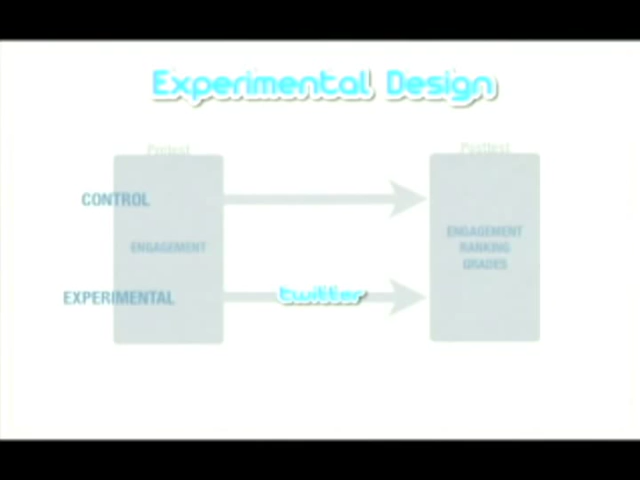 Experimental Design
Pretest
Posttest
CONTROL
ENGAGEMENT
EXPERIMENTAL
twitter
ENGAGEMENT
RANKING
GRADES